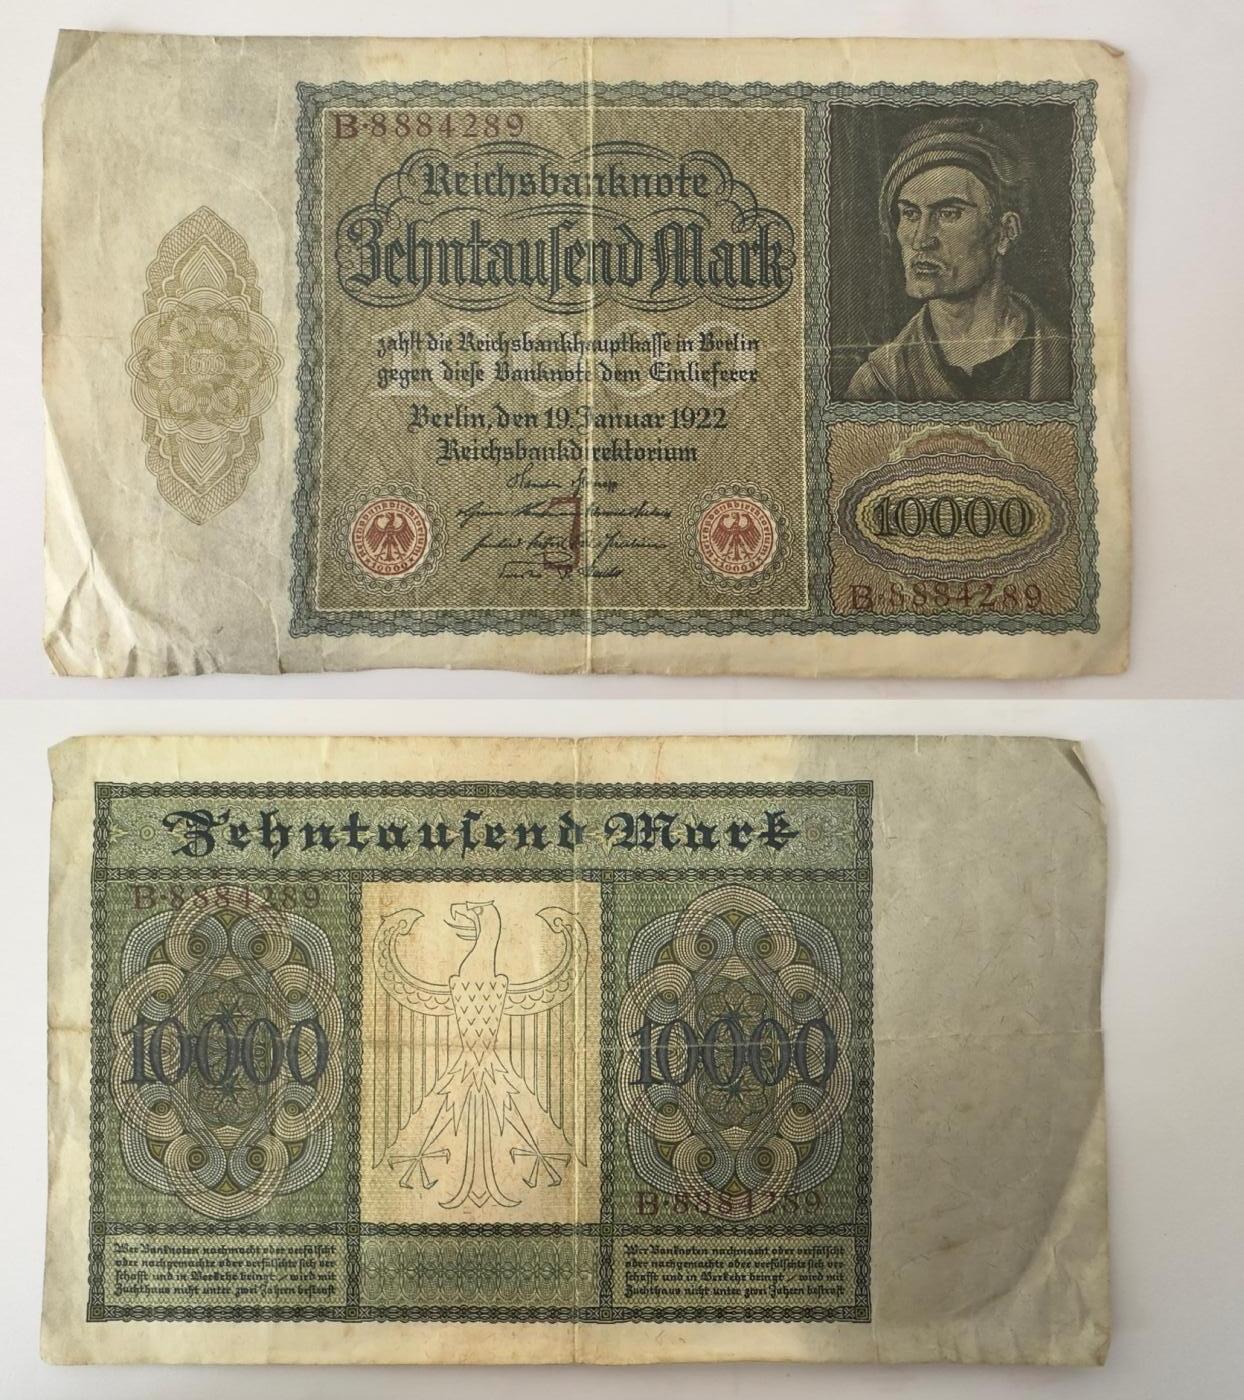 B·8884289
Reichsbanknote
Zehntausend Mark
10000
zahlt die Reichsbankhauptkasse in Berlin
gegen diese Banknote dem Einlieferer
Berlin, den 19. Januar 1922
Reichsbankdirektorium
10000
B·8884289
Zehntausend Mark
B·8884289
10000
10000
B·8884289
Wer Banknoten nachmacht oder verfälscht
oder nachgemachte oder verfälschte sich ver-
schafft und in Verkehr bringt, wird mit
Zuchthaus nicht unter zwei Jahren bestraft
Wer Banknoten nachmacht oder verfälscht
oder nachgemachte oder verfälschte sich ver-
schafft und in Verkehr bringt, wird mit
Zuchthaus nicht unter zwei Jahren bestraft